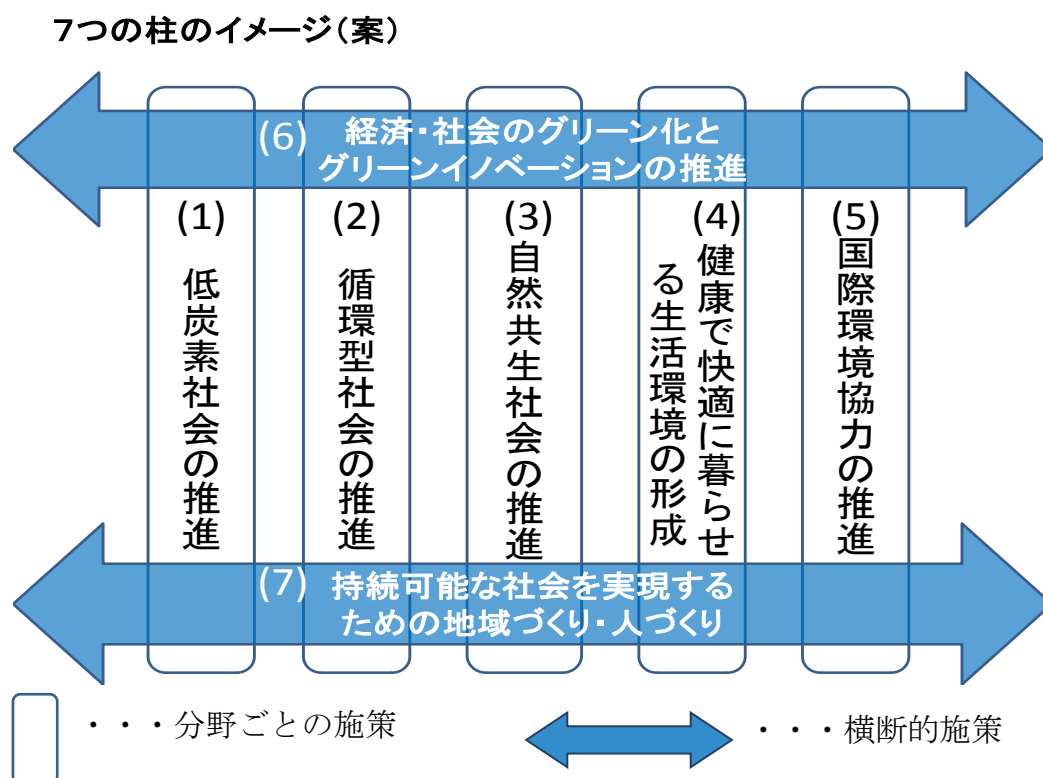 7つの柱のイメージ(案)
(6) 経済・社会のグリーン化と
グリーンイノベーションの推進
(1)
低炭素社会の推進
(2)
循環型社会の推進
(3)
自然共生社会の推進
(4)
健康で快適に暮らせ
る生活環境の形成
(5)
国際環境協力の推進
(7) 持続可能な社会を実現する
ための地域づくり・人づくり
・・・分野ごとの施策
・・・横断的施策